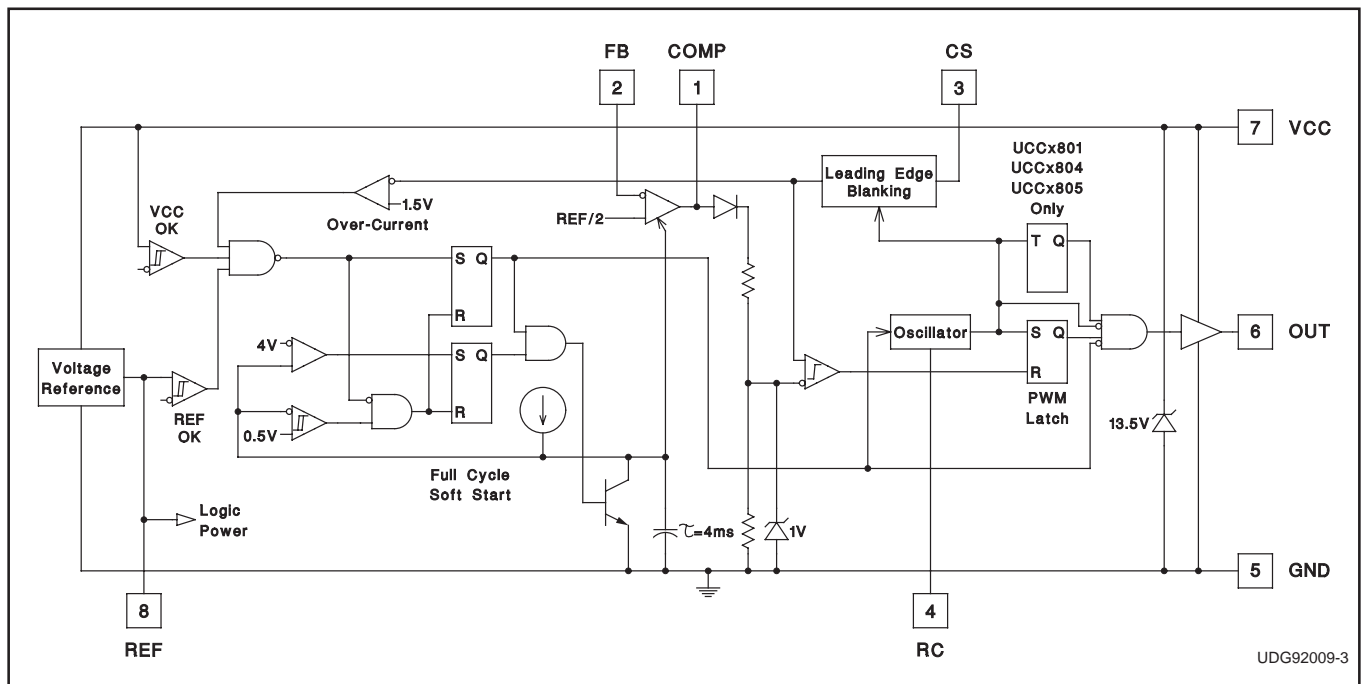 FB
COMP
CS
2
1
3
7
VCC
UCCx801
UCCx804
UCCx805
Only
Leading Edge
Blanking
1.5V
Over-Current
REF/2
VCC
OK
T Q
S Q
R
Oscillator
S Q
R
6
OUT
4V
S Q
R
Voltage
Reference
PWM
Latch
REF
OK
0.5V
13.5V
Full Cycle
Soft Start
Logic
Power
τ=4ms
1V
5
GND
8
4
REF
RC
UDG92009-3